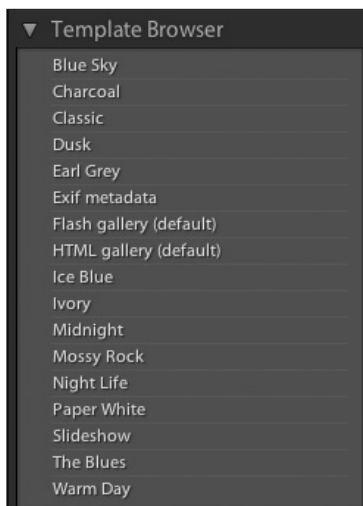 Template Browser
Blue Sky
Charcoal
Classic
Dusk
Earl Grey
Exif metadata
Flash gallery (default)
HTML gallery (default)
Ice Blue
Ivory
Midnight
Mossy Rock
Night Life
Paper White
Slideshow
The Blues
Warm Day